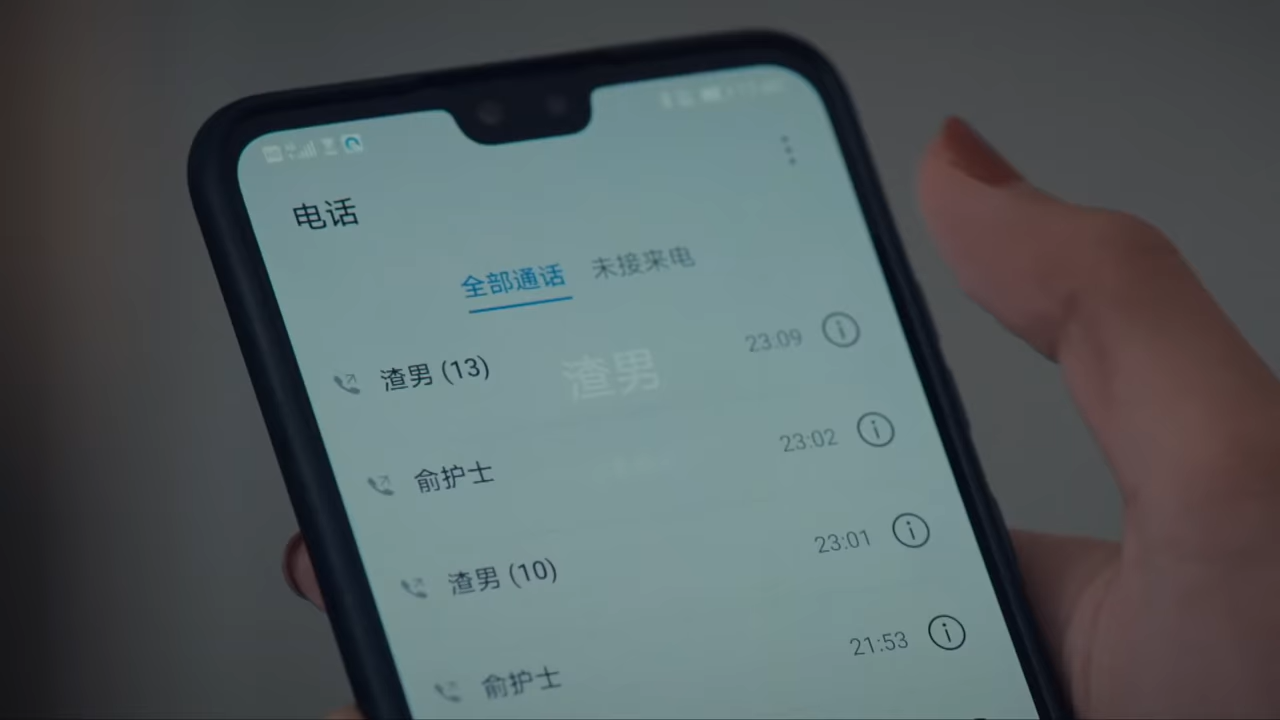 电话
全部通话 未接来电
渣男 (13) 23:09
渣男
俞护士 23:02
渣男 (10) 23:01
俞护士 21:53